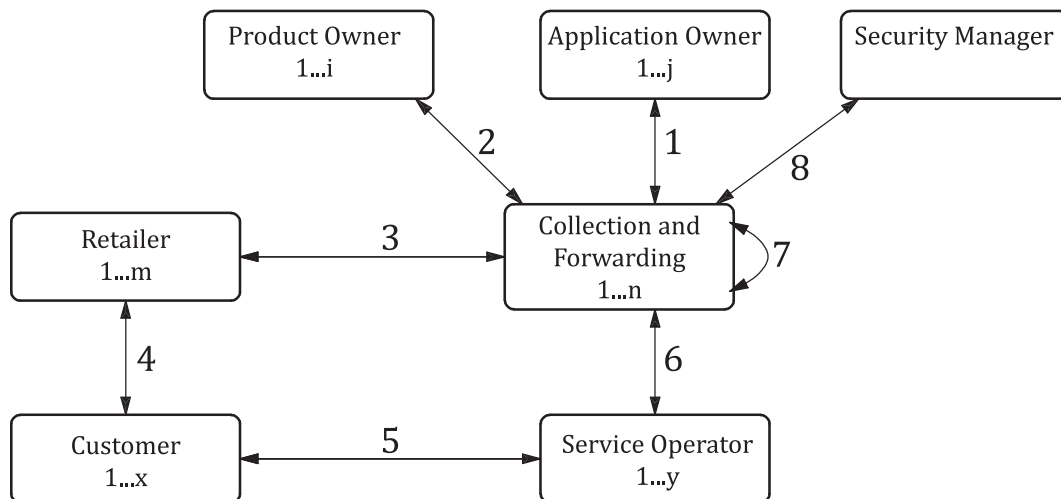 Product Owner
1...i
Application Owner
1...j
Security Manager
2
1
8
Retailer
1...m
3
Collection and
Forwarding
1...n
7
4
6
Customer
1...x
5
Service Operator
1...y